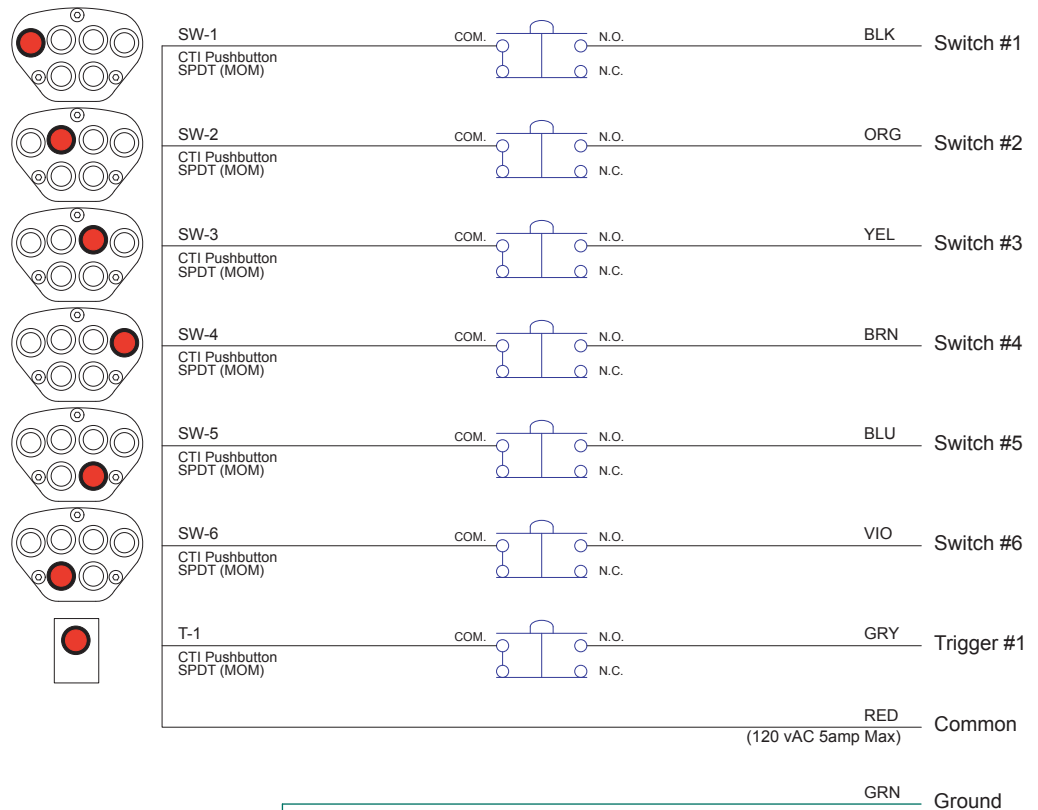 SW-1 COM. N.O. BLK Switch #1
CTI Pushbutton
SPDT (MOM) N.C.
SW-2 COM. N.O. ORG Switch #2
CTI Pushbutton
SPDT (MOM) N.C.
SW-3 COM. N.O. YEL Switch #3
CTI Pushbutton
SPDT (MOM) N.C.
SW-4 COM. N.O. BRN Switch #4
CTI Pushbutton
SPDT (MOM) N.C.
SW-5 COM. N.O. BLU Switch #5
CTI Pushbutton
SPDT (MOM) N.C.
SW-6 COM. N.O. VIO Switch #6
CTI Pushbutton
SPDT (MOM) N.C.
T-1 COM. N.O. GRY Trigger #1
CTI Pushbutton
SPDT (MOM) N.C.
RED Common
(120 vAC 5amp Max)
GRN Ground